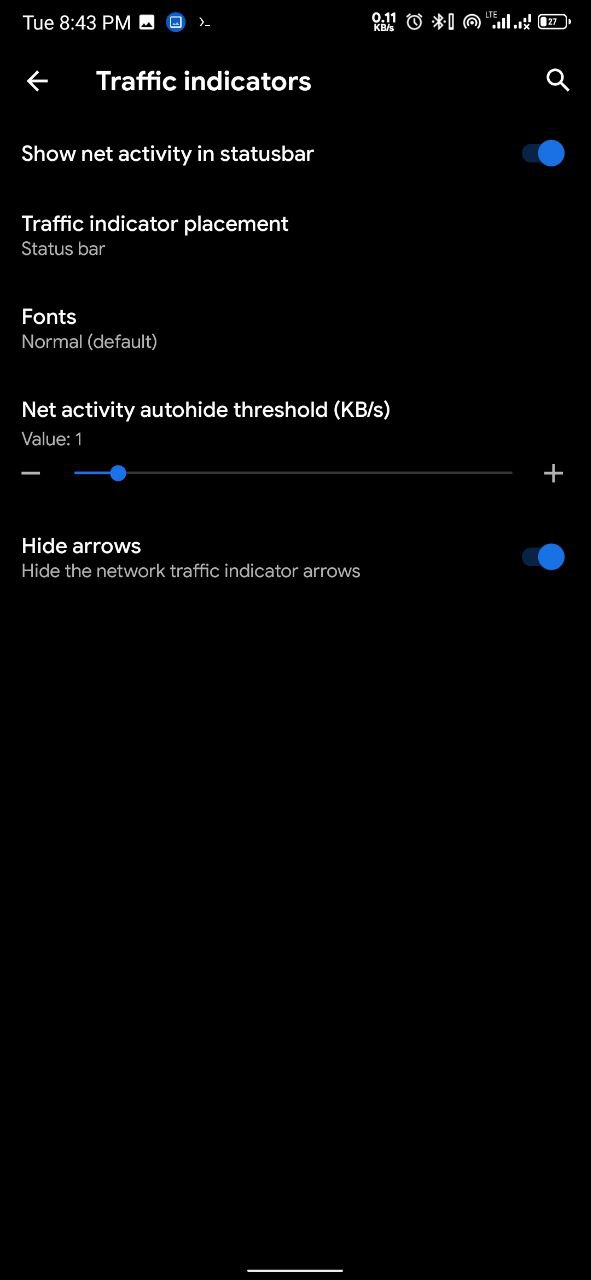 Tue 8:43 PM
0.11
KB/s
LTE
27
Traffic indicators
Show net activity in statusbar
Traffic indicator placement
Status bar
Fonts
Normal (default)
Net activity autohide threshold (KB/s)
Value: 1
Hide arrows
Hide the network traffic indicator arrows